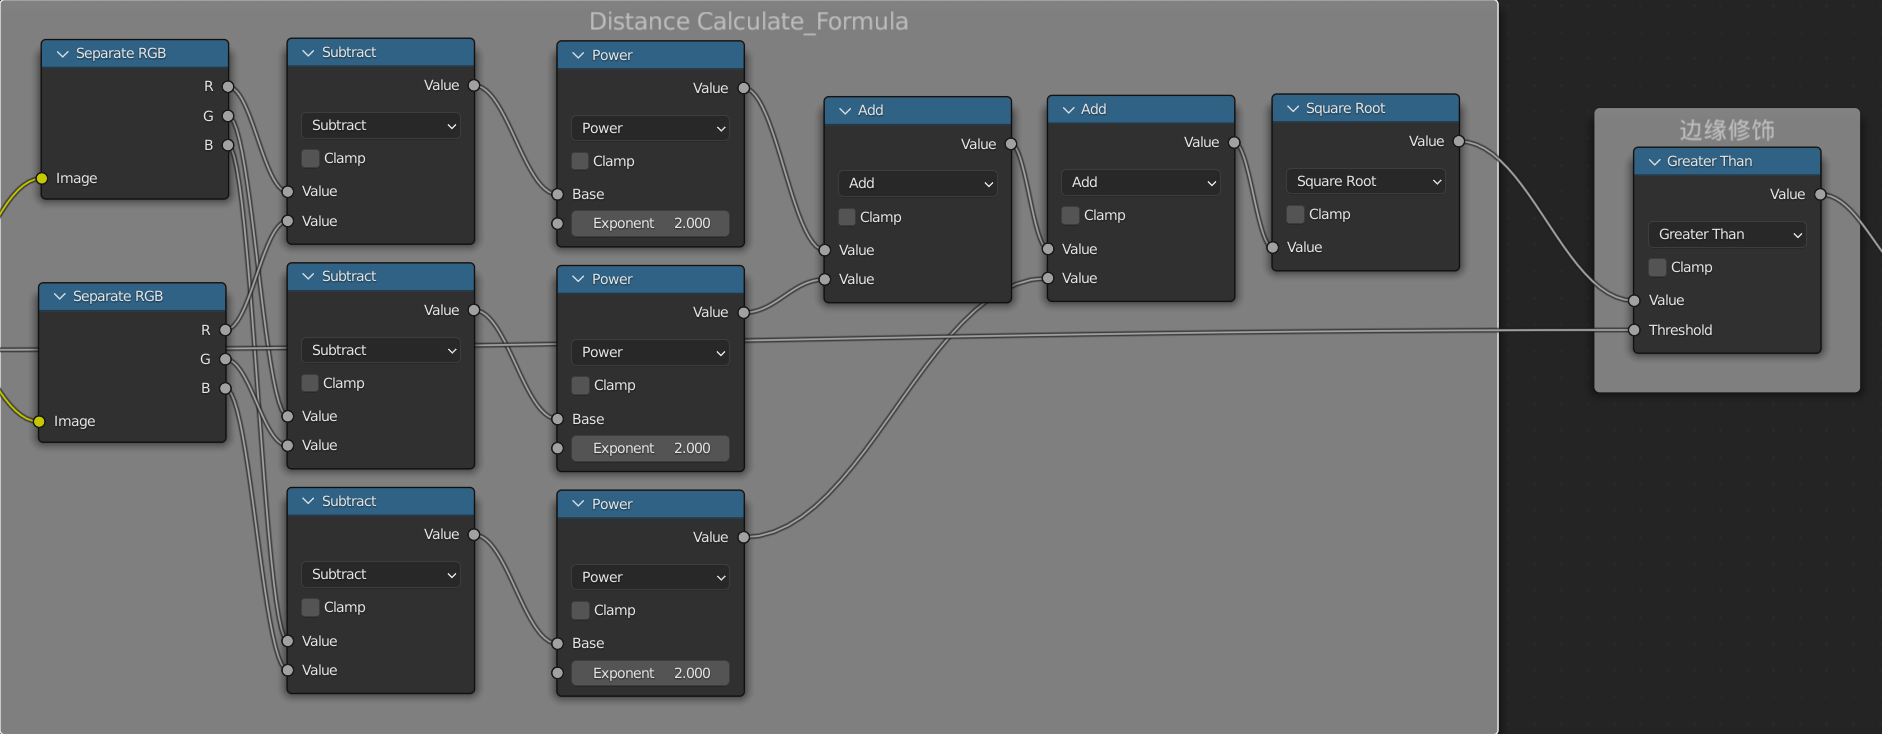 Distance Calculate_Formula
Separate RGB
R
G
B
Image
Separate RGB
R
G
B
Image
Subtract
Value
Subtract
Clamp
Value
Value
Subtract
Value
Subtract
Clamp
Value
Value
Subtract
Value
Subtract
Clamp
Value
Value
Power
Value
Power
Clamp
Base
Exponent 2.000
Power
Value
Power
Clamp
Base
Exponent 2.000
Power
Value
Power
Clamp
Base
Exponent 2.000
Add
Value
Add
Clamp
Value
Value
Add
Value
Add
Clamp
Value
Value
Square Root
Value
Square Root
Clamp
Value
边缘修饰
Greater Than
Value
Greater Than
Clamp
Value
Threshold